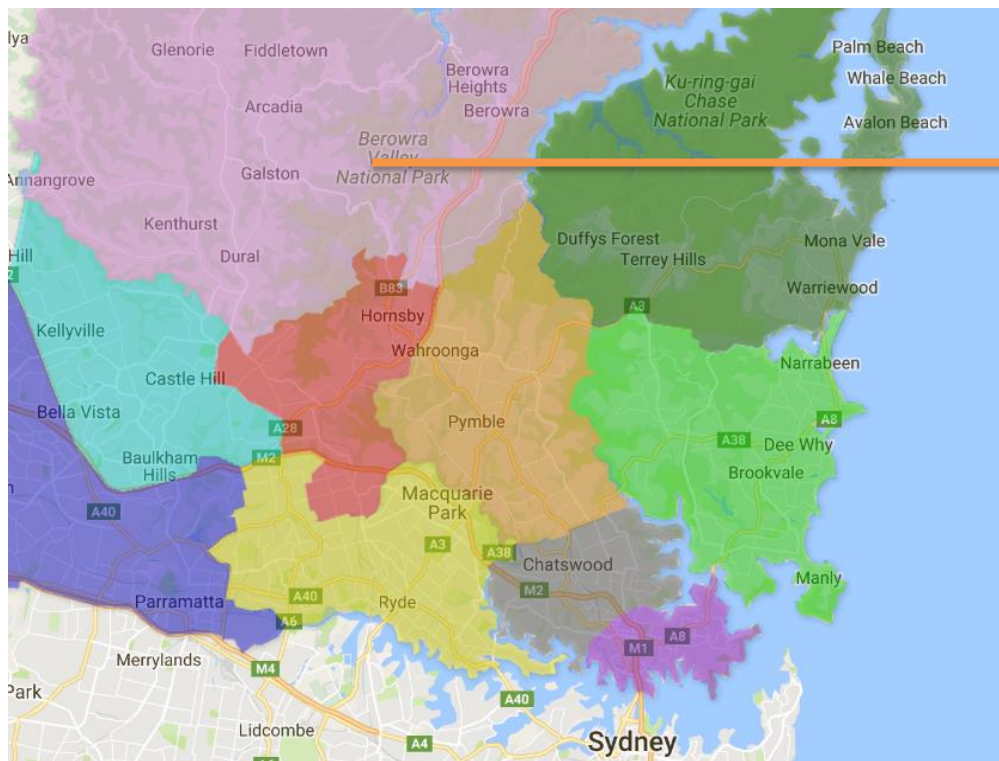 lya
Glenorie
Fiddletown
Palm Beach
Berowra
Heights
Ku-ring-gai
Chase
National Park
Whale Beach
Arcadia
Berowra
Avalon Beach
Berowra
Valley
National Park
Galston
Annangrove
Kenthurst
Duffys Forest
Mona Vale
Hill
Dural
Terrey Hills
B83
Warriewood
A3
Hornsby
Kellyville
Wahroonga
Narrabeen
Castle Hill
Bella Vista
Pymble
A8
A28
A38
Dee Why
Baulkham
Hills
M2
Brookvale
Macquarie
Park
A40
A3
A38
Chatswood
Manly
M2
Parramatta
A40
Ryde
A6
A8
M1
Merrylands
M4
Park
A40
Lidcombe
A4
Sydney